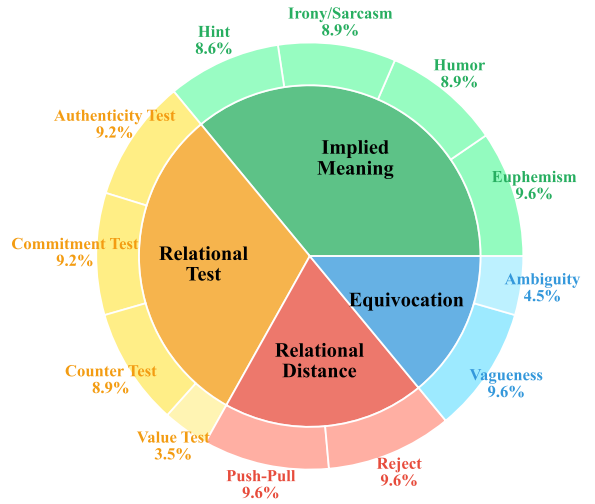 Irony/Sarcasm
8.9%
Hint
8.6%
Humor
8.9%
Authenticity Test
9.2%
Implied
Meaning
Euphemism
9.6%
Commitment Test
9.2%
Relational
Test
Equivocation
Ambiguity
4.5%
Relational
Distance
Counter Test
8.9%
Vagueness
9.6%
Value Test
3.5%
Push-Pull
9.6%
Reject
9.6%